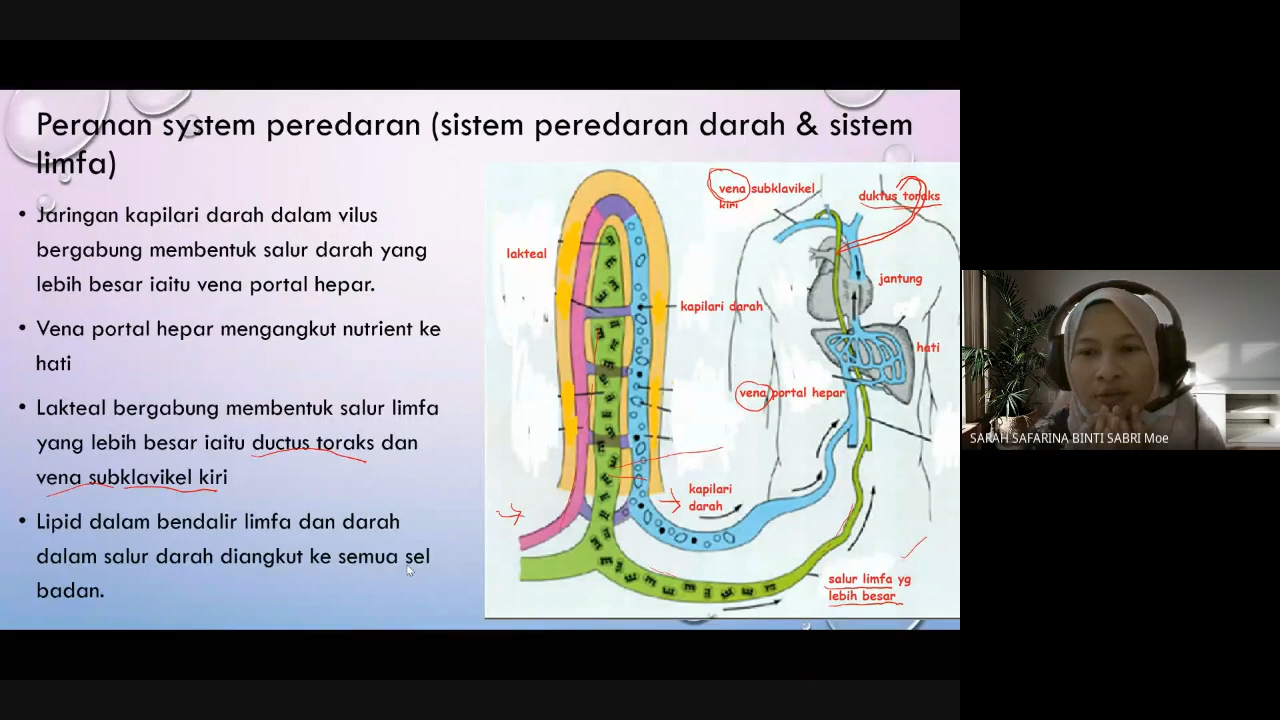 Peranan system peredaran (sistem peredaran darah & sistem
limfa)
• Jaringan kapilari darah dalam vilus
bergabung membentuk salur darah yang
lebih besar iaitu vena portal hepar.
• Vena portal hepar mengangkut nutrient ke
hati
• Lakteal bergabung membentuk salur limfa
yang lebih besar iaitu ductus toraks dan
vena subklavikel kiri
• Lipid dalam bendalir limfa dan darah
dalam salur darah diangkut ke semua sel
badan.
vena subklavikel
kiri
duktus toraks
lakteal
jantung
kapilari darah
hati
vena portal hepar
kapilari
darah
salur limfa yg
lebih besar
SARAH SAFARINA BINTI SABRI Moe